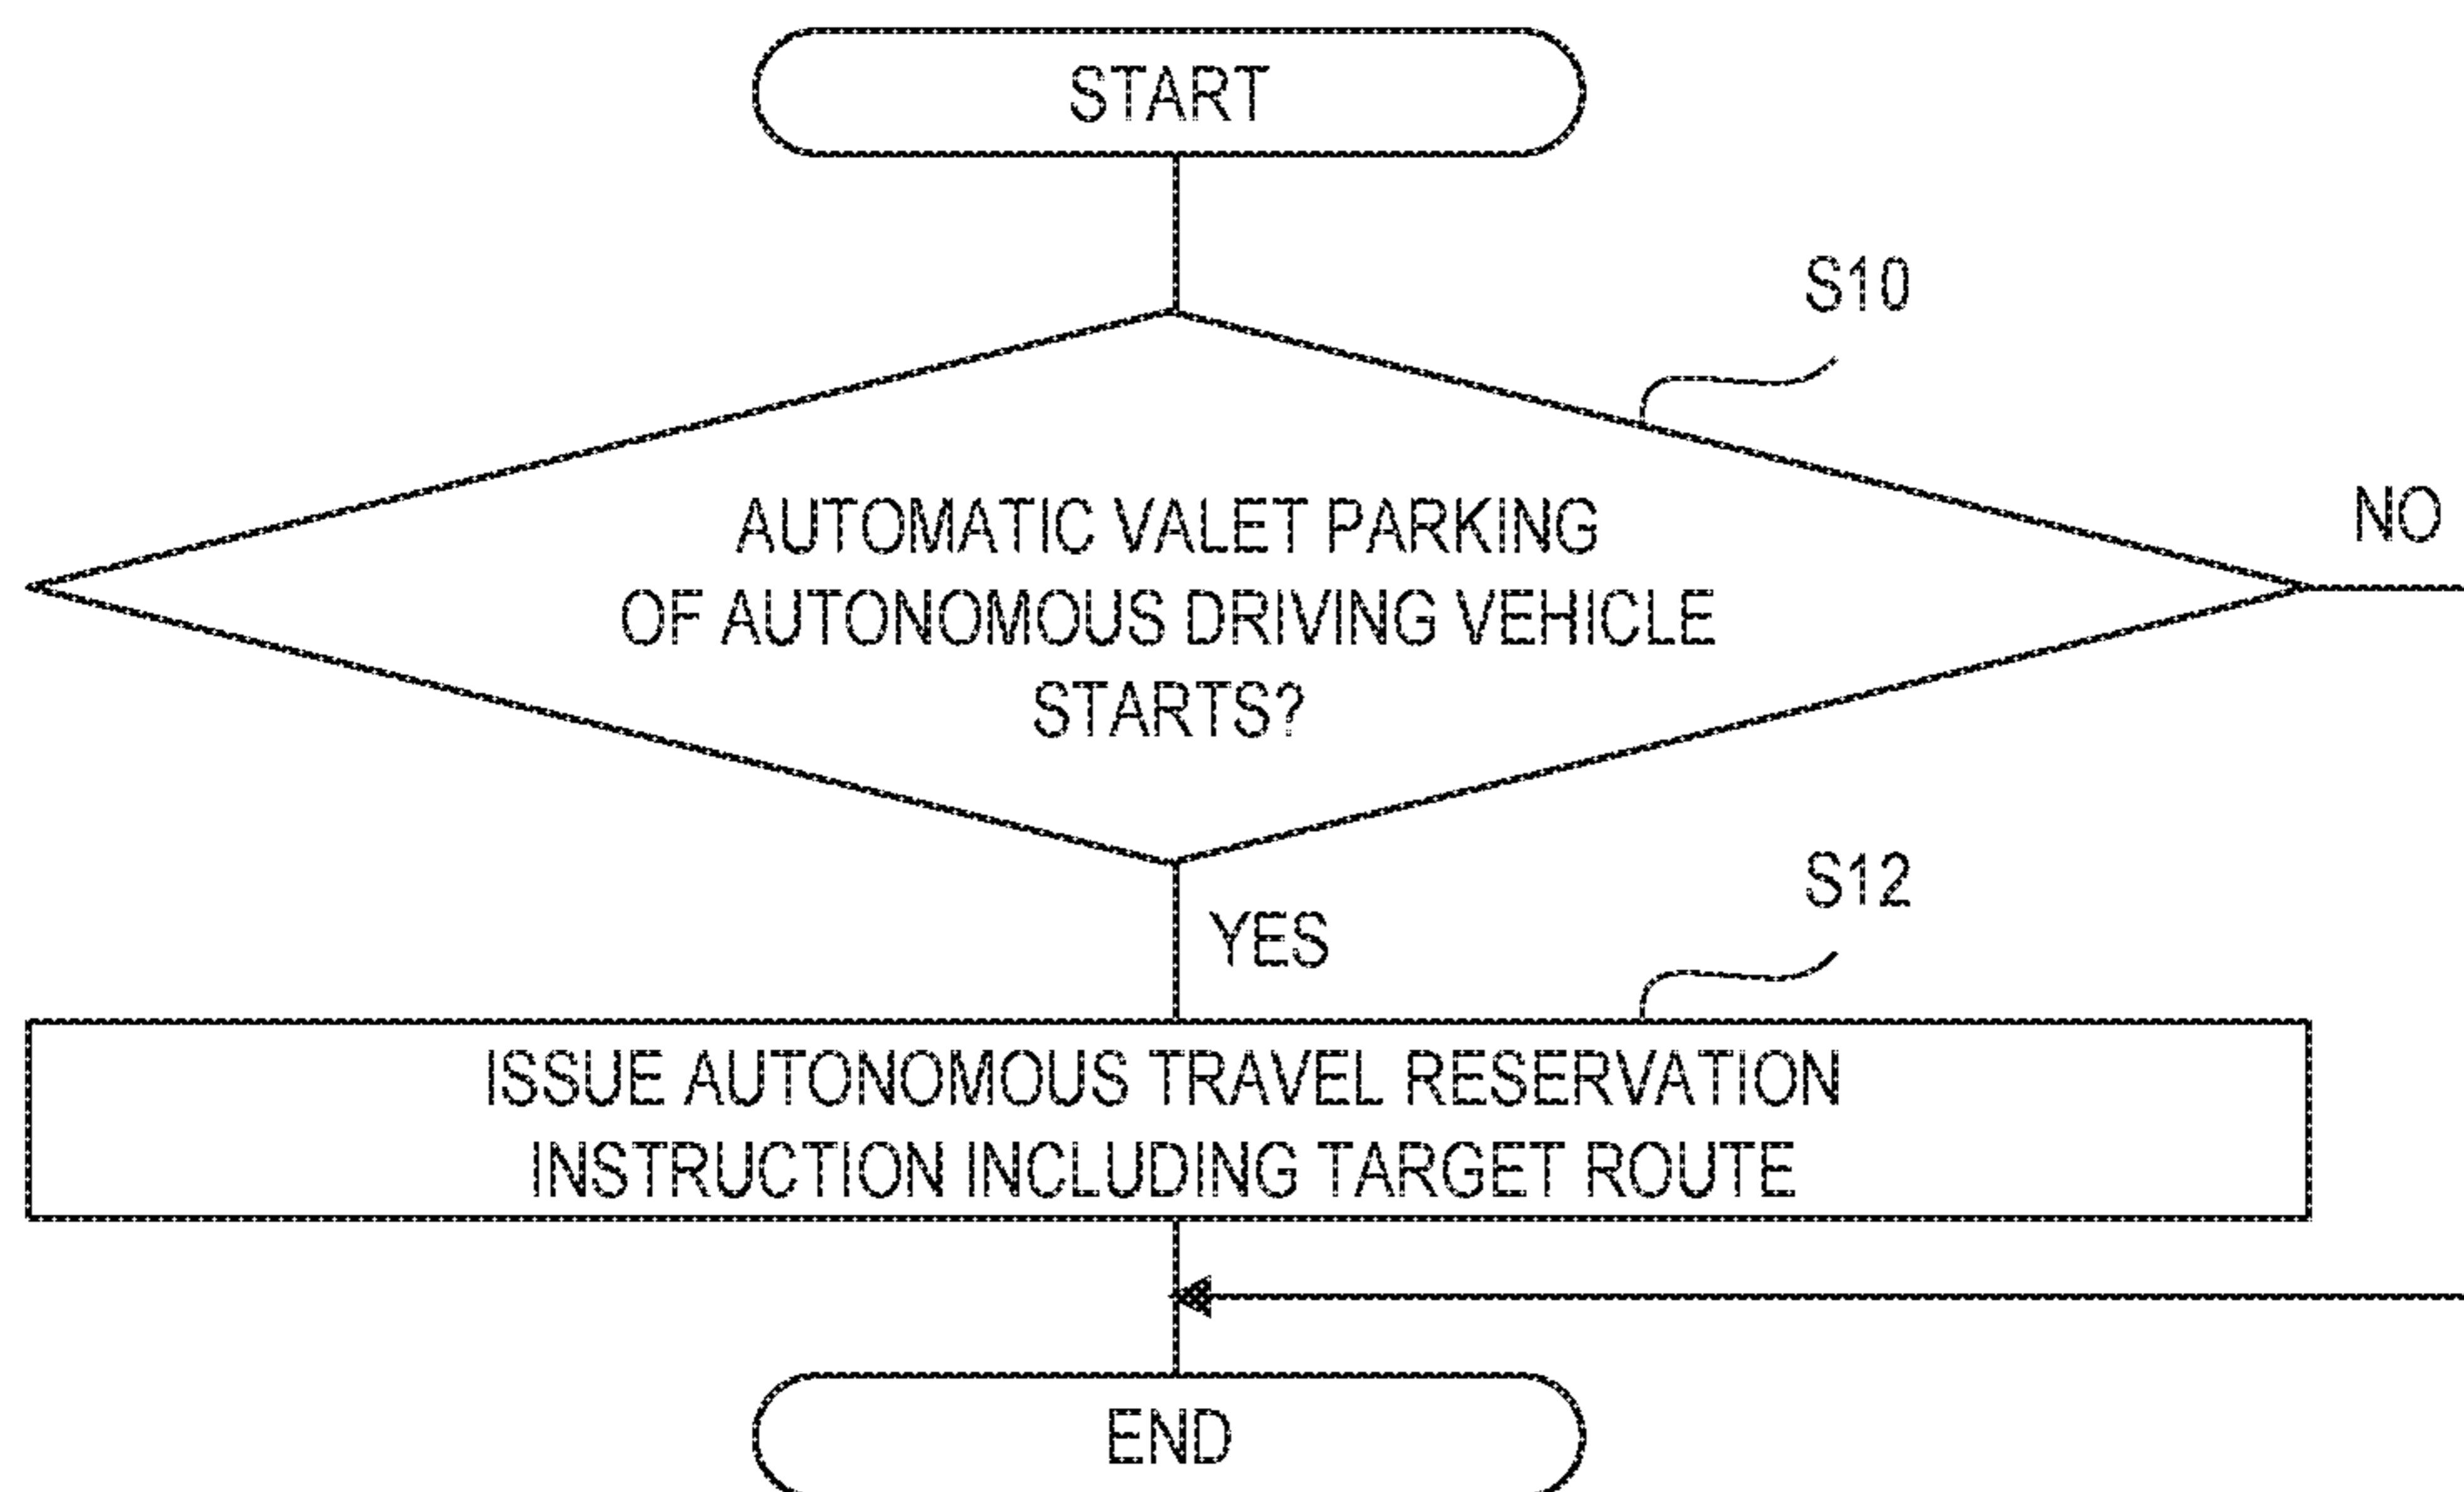 START
S10
AUTOMATIC VALET PARKING
OF AUTONOMOUS DRIVING VEHICLE
STARTS?
NO
YES
S12
ISSUE AUTONOMOUS TRAVEL RESERVATION
INSTRUCTION INCLUDING TARGET ROUTE
END